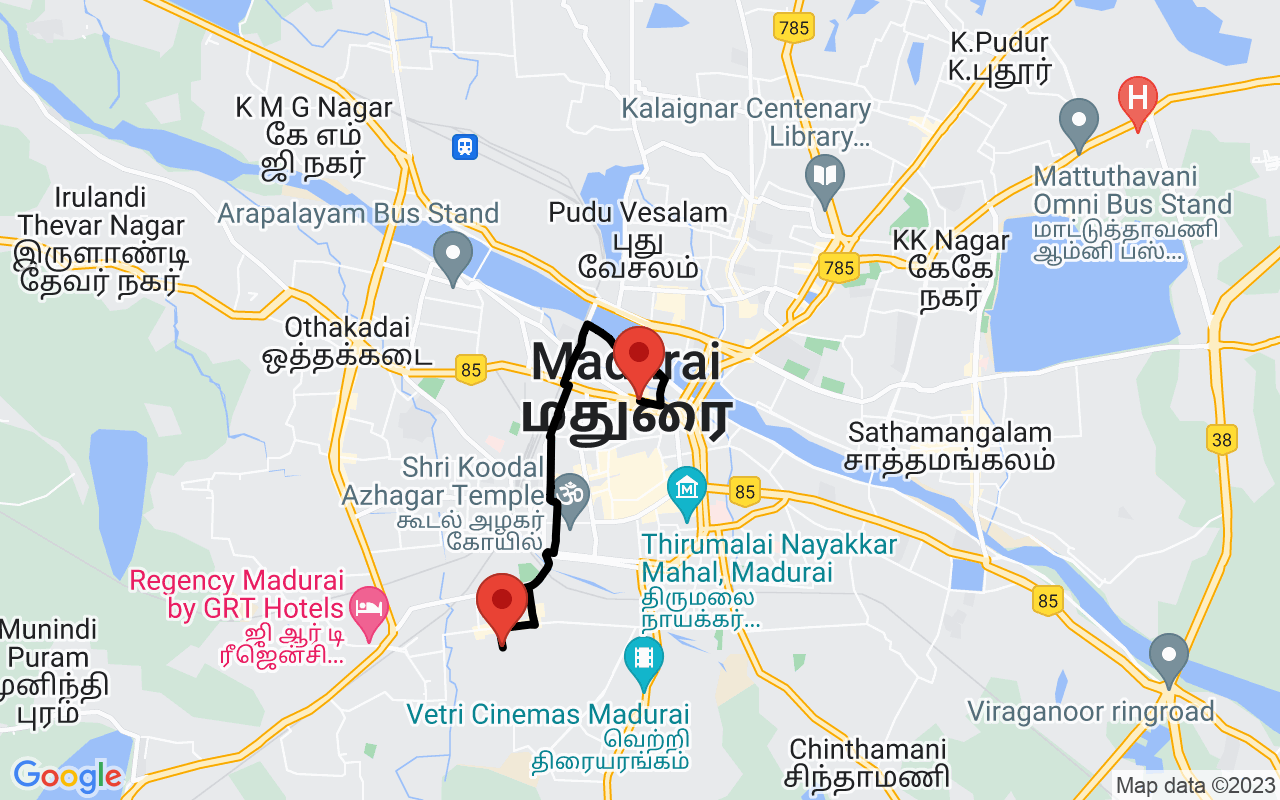 785
K.Pudur
K.புதூர்
K M G Nagar
கே எம்
ஜி நகர்
Kalaignar Centenary
Library...
H
Irulandi
Thevar Nagar
இருளாண்டி
தேவர் நகர்
Arapalayam Bus Stand
Pudu Vesalam
புது
வேசலம்
Mattuthavani
Omni Bus Stand
மாட்டுத்தாவணி
ஆம்னி பஸ்...
KK Nagar
கேகே
நகர்
785
Othakadai
ஒத்தக்கடை
85
மதுரை
Sathamangalam
சாத்தமங்கலம்
38
Shri Koodal
Azhagar Temple
கூடல் அழகர்
கோயில்
85
Thirumalai Nayakkar
Mahal, Madurai
திருமலை
நாயக்கர்...
Regency Madurai
by GRT Hotels
ஜி ஆர் டி
ரீஜென்சி...
85
Munindi
Puram
முனிந்தி
புரம்
Vetri Cinemas Madurai
வெற்றி
திரையரங்கம்
Viraganoor ringroad
Chinthamani
சிந்தாமணி
Google
Map data ©2023